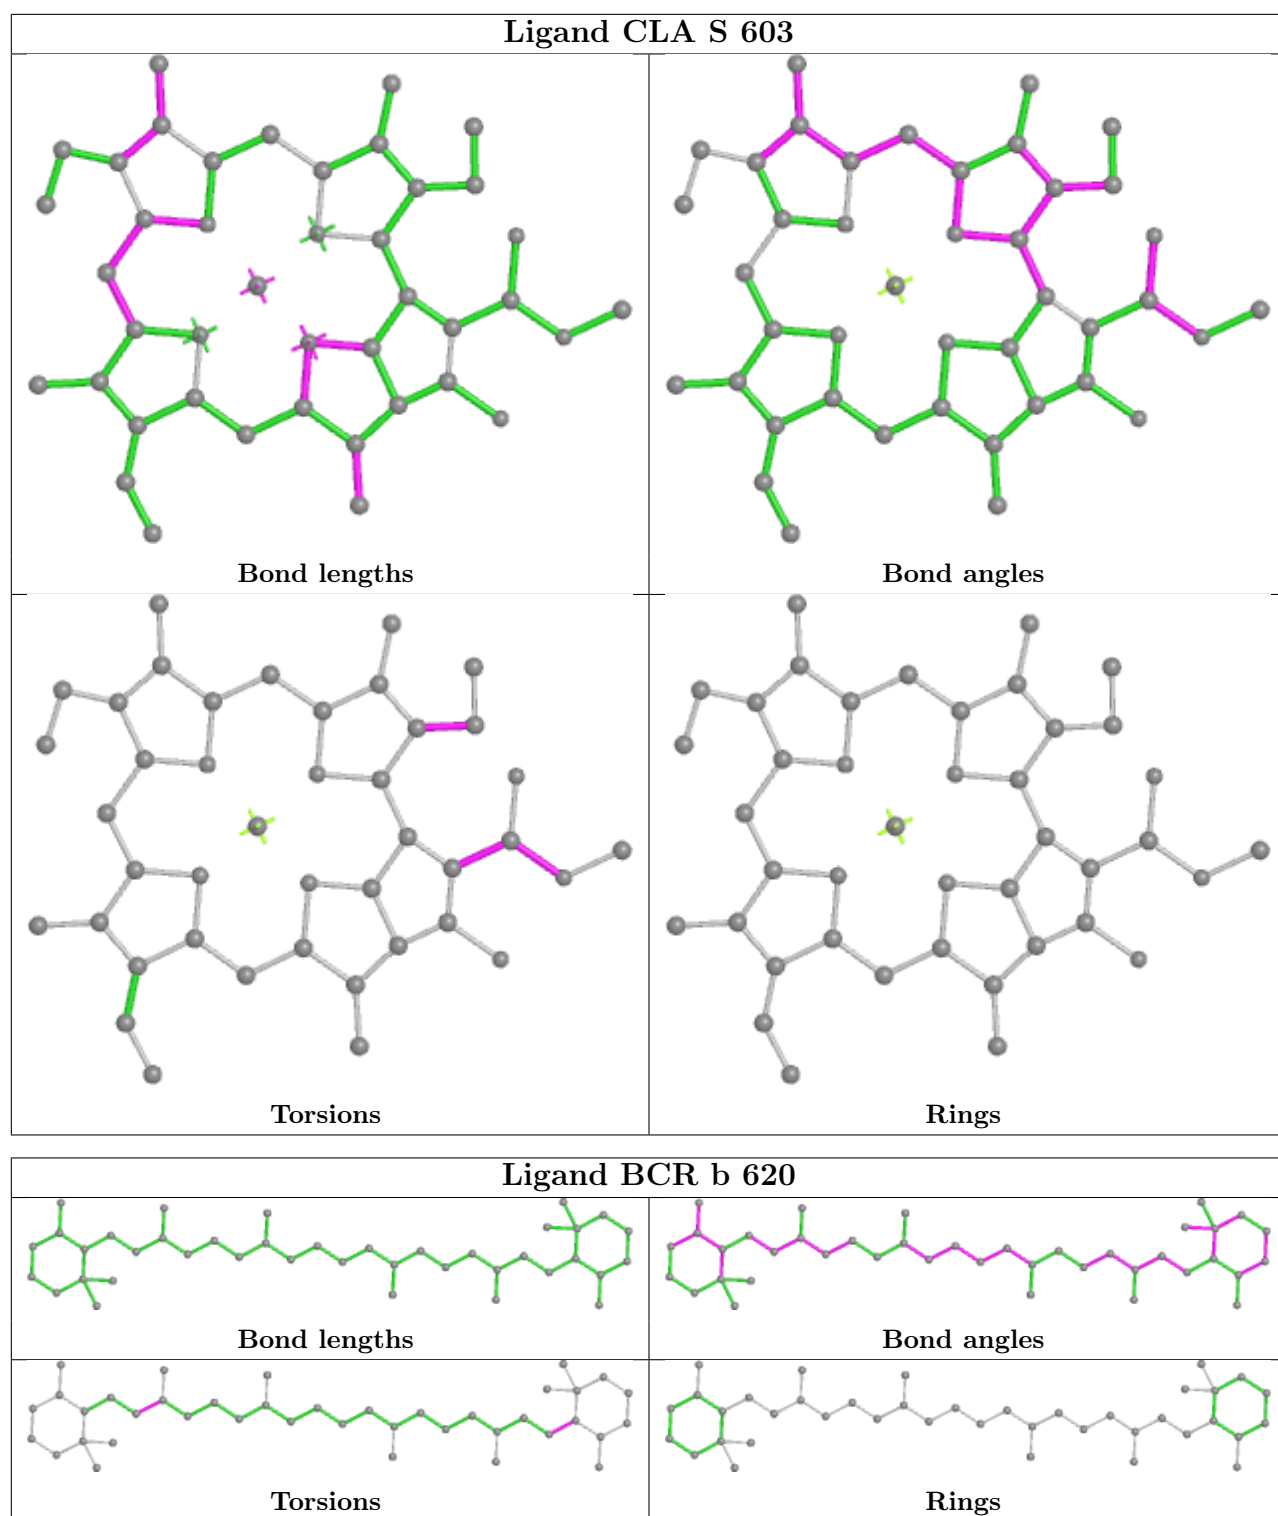 Ligand CLA S 603
Bond lengths
Bond angles
Torsions
Rings
Ligand BCR b 620
Bond lengths
Bond angles
Torsions
Rings